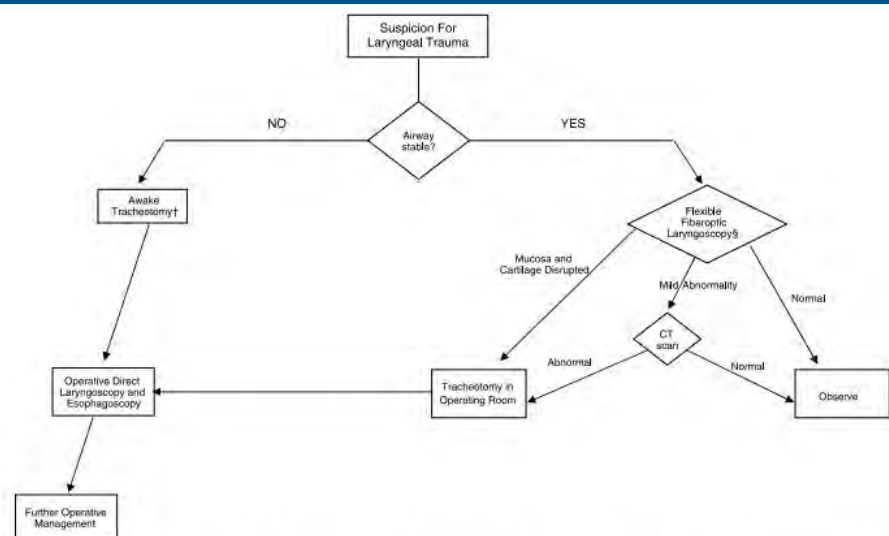 Suspicion For
Laryngeal Trauma
Airway
stable?
NO
YES
Awake
Tracheotomy†
Flexible
Fiberoptic
Laryngoscopy§
Mucosa and
Cartilage Disrupted
Mild Abnormality
Normal
CT
scan
Abnormal
Normal
Operative Direct
Laryngoscopy and
Esophagoscopy
Tracheotomy in
Operating Room
Observe
Further Operative
Management